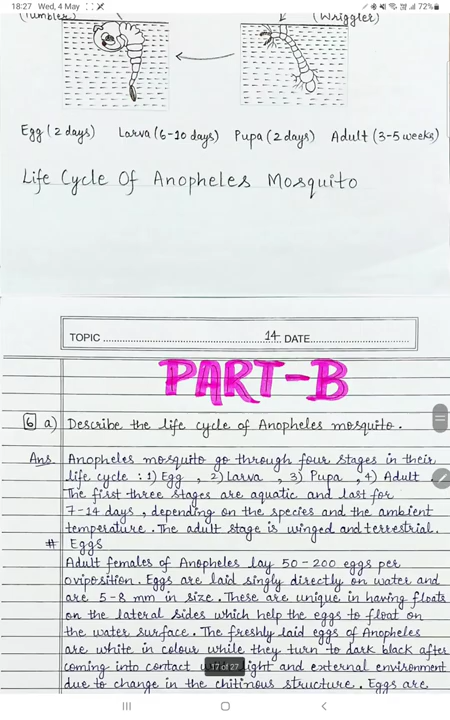 18:27 Wed, 4 May
72%
(Tumbler)
(Wriggler)
Egg (2 days) Larva (6-10 days) Pupa (2 days) Adult (3-5 weeks)
Life Cycle Of Anopheles Mosquito
TOPIC 14 DATE
PART-B
6 a) Describe the life cycle of Anopheles mosquito.
Ans. Anopheles mosquito go through four stages in their
life cycle : 1) Egg , 2) Larva , 3) Pupa , 4) Adult .
The first three stages are aquatic and last for
7-14 days , depending on the species and the ambient
temperature . The adult stage is winged and terrestrial.
# Eggs
Adult females of Anopheles lay 50-200 eggs per
oviposition . Eggs are laid singly directly on water and
are 5-8 mm in size . These are unique in having floats
on the lateral sides which help the eggs to float on
the water surface . The freshly laid eggs of Anopheles
are white in colour while they turn to dark black after
coming into contact light and external environment
17 of 27
due to change in the chitinous structure . Eggs are